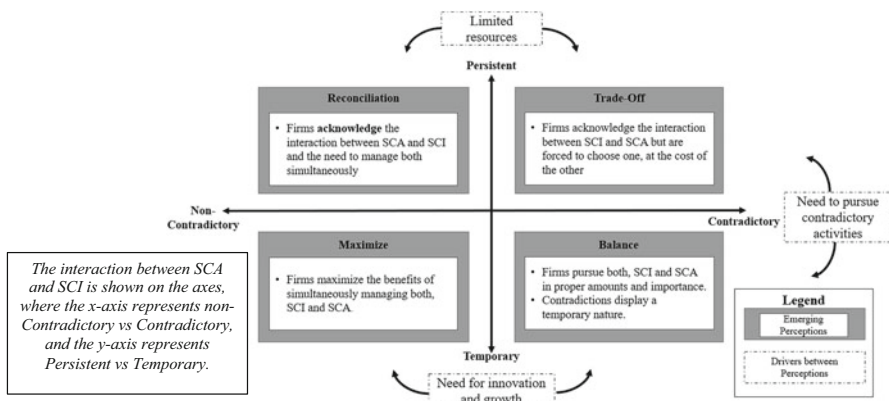 Limited
resources
Persistent
Reconciliation
• Firms acknowledge the
interaction between SCA and SCI
and the need to manage both
simultaneously
Trade-Off
• Firms acknowledge the interaction
between SCI and SCA but are
forced to choose one, at the cost of
the other
Non-
Contradictory
Contradictory
Need to pursue
contradictory
activities
Maximize
• Firms maximize the benefits of
simultaneously managing both,
SCI and SCA.
Balance
• Firms pursue both, SCI and SCA
in proper amounts and importance.
• Contradictions display a
temporary nature.
The interaction between SCA
and SCI is shown on the axes,
where the x-axis represents non-
Contradictory vs Contradictory,
and the y-axis represents
Persistent vs Temporary.
Legend
Emerging
Perceptions
Drivers between
Perceptions
Temporary
Need for innovation
and growth